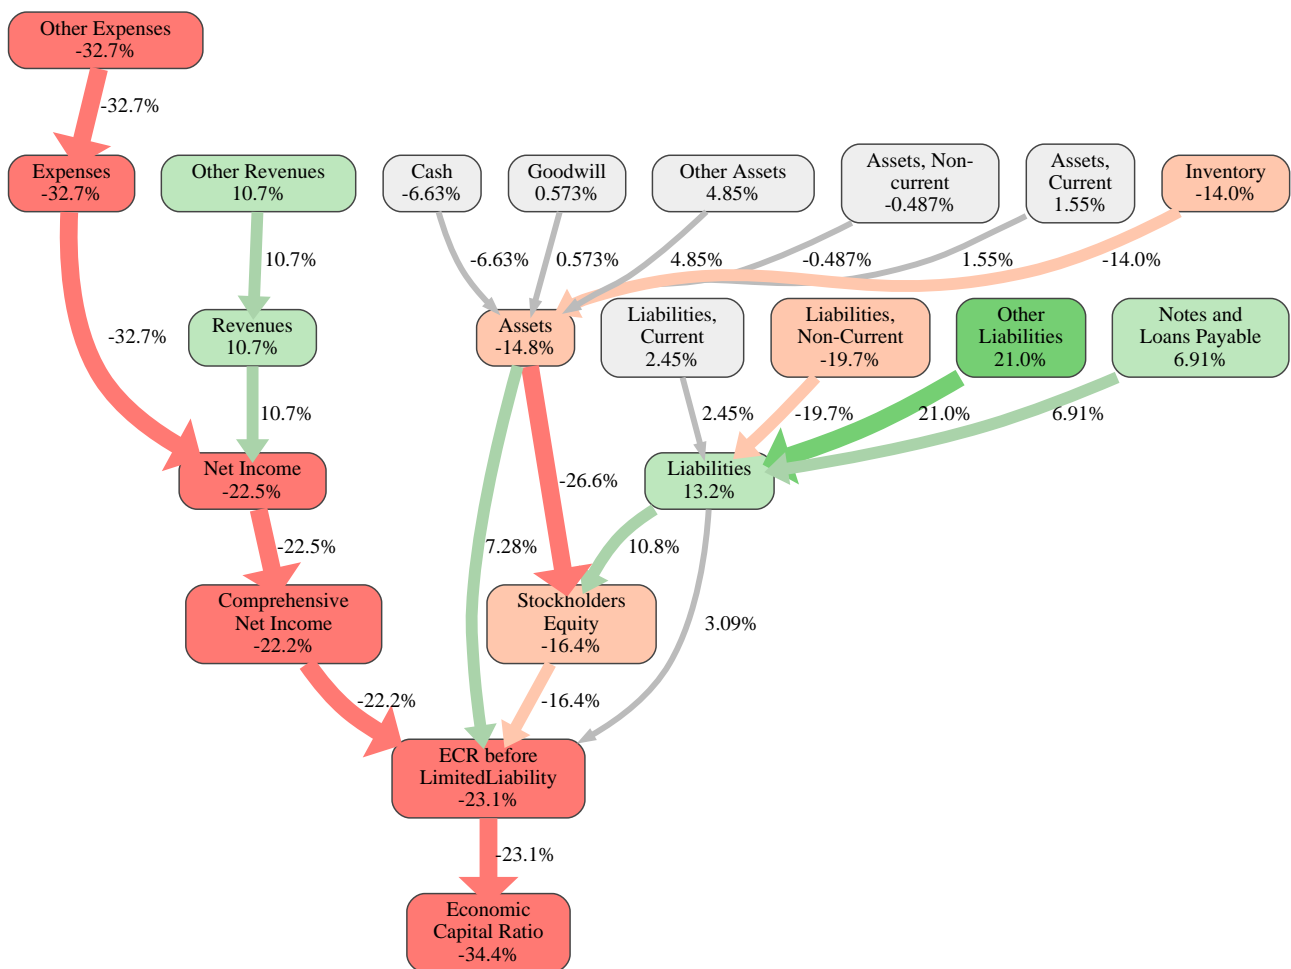 Other Expenses
-32.7%
-32.7%
Expenses
-32.7%
Other Revenues
10.7%
Cash
-6.63%
Goodwill
0.573%
Other Assets
4.85%
Assets, Non-
current
-0.487%
Assets,
Current
1.55%
Inventory
-14.0%
10.7%
-6.63%
0.573%
4.85%
-0.487%
1.55%
-14.0%
-32.7%
Revenues
10.7%
Assets
-14.8%
Liabilities,
Current
2.45%
Liabilities,
Non-Current
-19.7%
Other
Liabilities
21.0%
Notes and
Loans Payable
6.91%
10.7%
2.45%
-19.7%
21.0%
6.91%
Net Income
-22.5%
-26.6%
Liabilities
13.2%
-22.5%
7.28%
10.8%
Comprehensive
Net Income
-22.2%
Stockholders
Equity
-16.4%
3.09%
-22.2%
-16.4%
ECR before
LimitedLiability
-23.1%
-23.1%
Economic
Capital Ratio
-34.4%